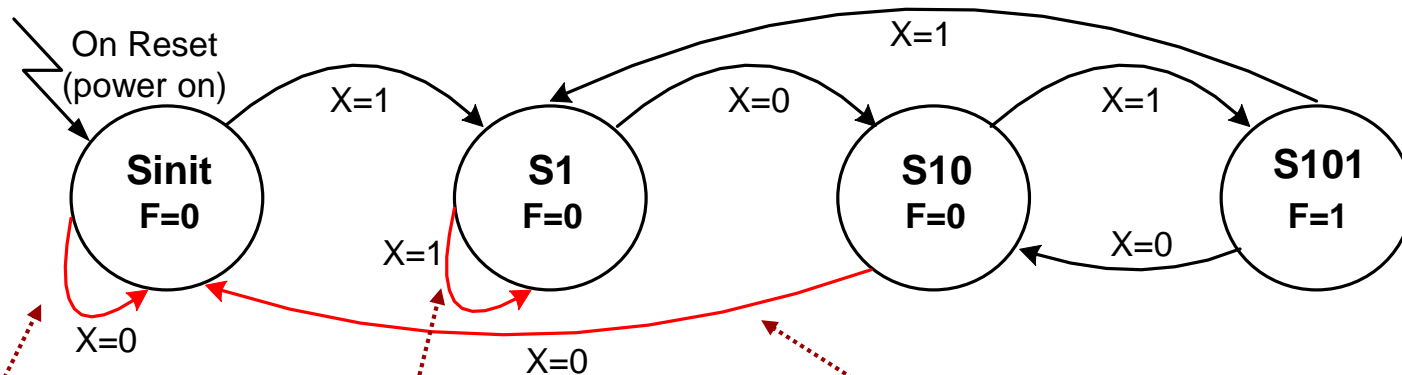 On Reset
(power on)
X=1
X=0
X=1
X=1
Sinit
F=0
S1
F=0
S10
F=0
S101
F=1
X=1
X=0
X=0
X=0